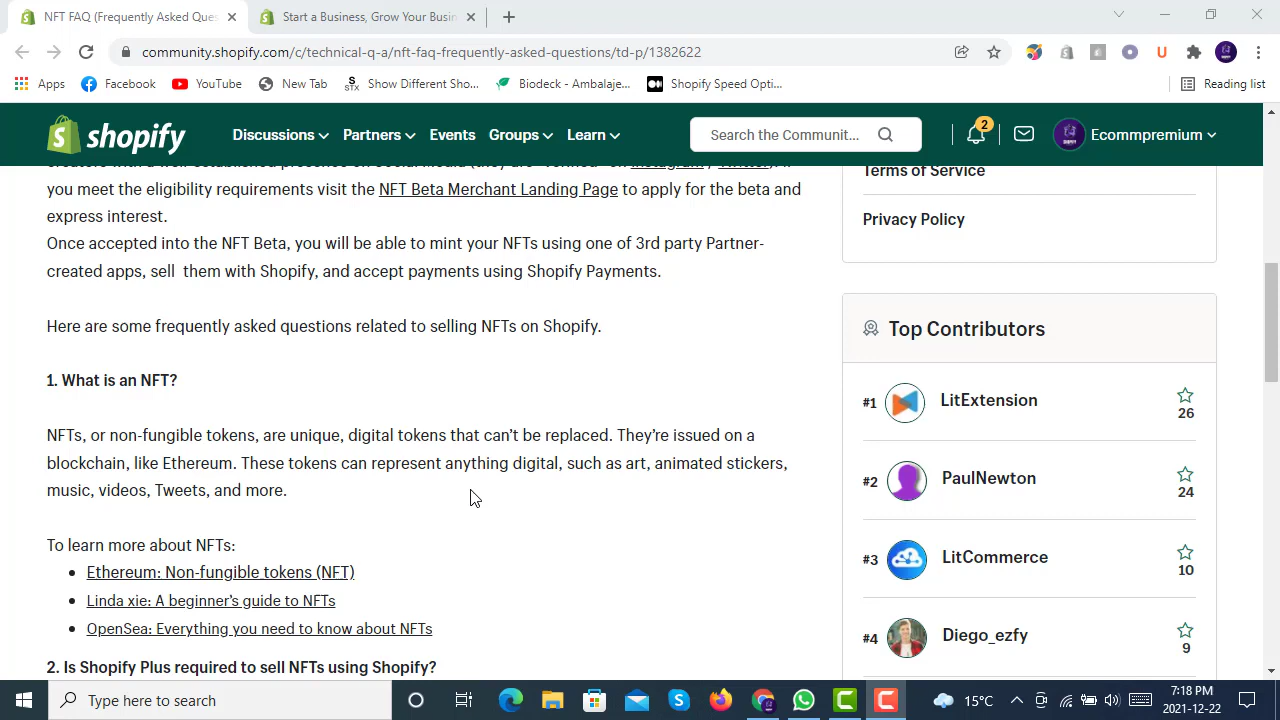 NFT FAQ (Frequently Asked Ques
Start a Business, Grow Your Busin
community.shopify.com/c/technical-q-a/nft-faq-frequently-asked-questions/td-p/1382622
Apps
Facebook
YouTube
New Tab
STX
Show Different Sho...
Biodeck - Ambalaje...
Shopify Speed Opti...
Reading list
shopify
Discussions
Partners
Events
Groups
Learn
Search the Communit...
2
Ecommpremium
you meet the eligibility requirements visit the NFT Beta Merchant Landing Page to apply for the beta and
express interest.
Once accepted into the NFT Beta, you will be able to mint your NFTs using one of 3rd party Partner-
created apps, sell them with Shopify, and accept payments using Shopify Payments.
Here are some frequently asked questions related to selling NFTs on Shopify.
1. What is an NFT?
NFTs, or non-fungible tokens, are unique, digital tokens that can't be replaced. They're issued on a
blockchain, like Ethereum. These tokens can represent anything digital, such as art, animated stickers,
music, videos, Tweets, and more.
To learn more about NFTs:
Ethereum: Non-fungible tokens (NFT)
Linda xie: A beginner's guide to NFTs
OpenSea: Everything you need to know about NFTs
2. Is Shopify Plus required to sell NFTs using Shopify?
Terms of Service
Privacy Policy
Top Contributors
#1 LitExtension 26
#2 PaulNewton 24
#3 LitCommerce 10
#4 Diego_ezfy 9
Type here to search
15°C
7:18 PM
2021-12-22